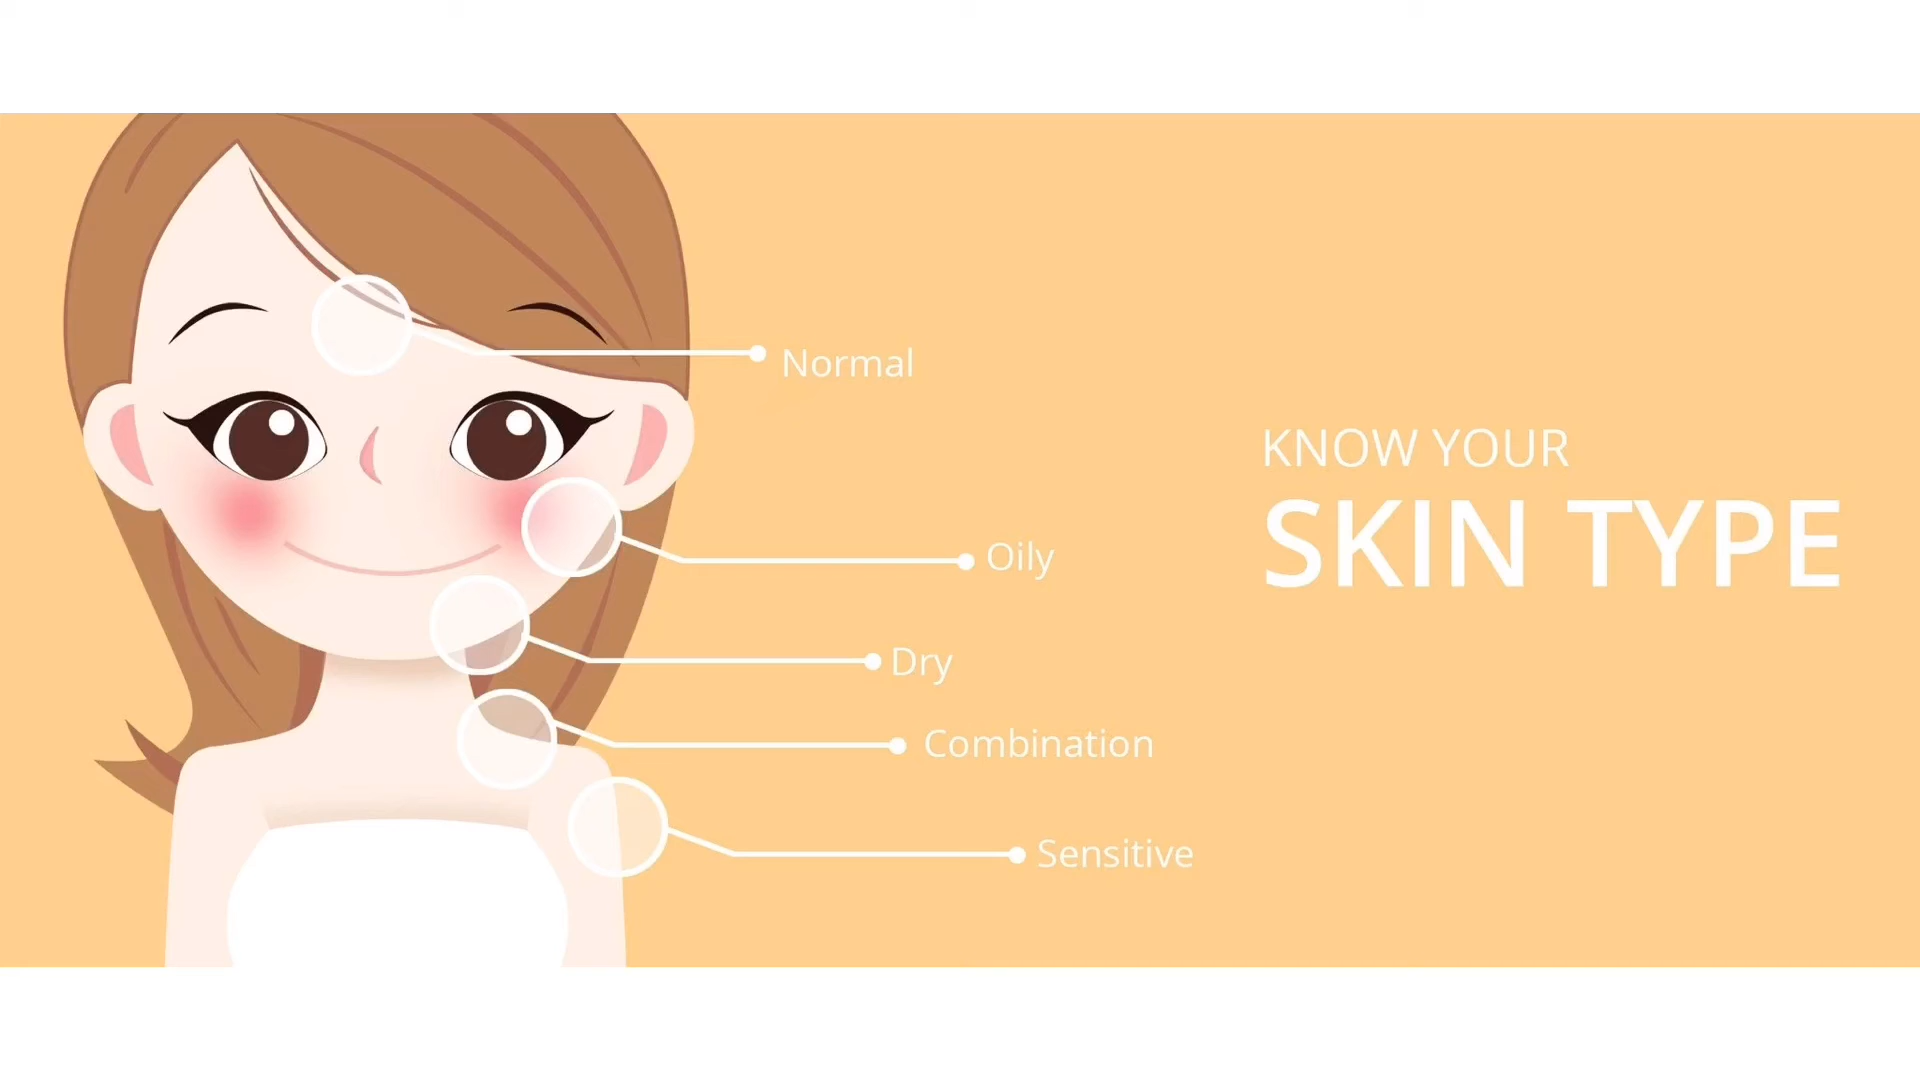 Normal
Oily
Dry
Combination
Sensitive
KNOW YOUR
SKIN TYPE